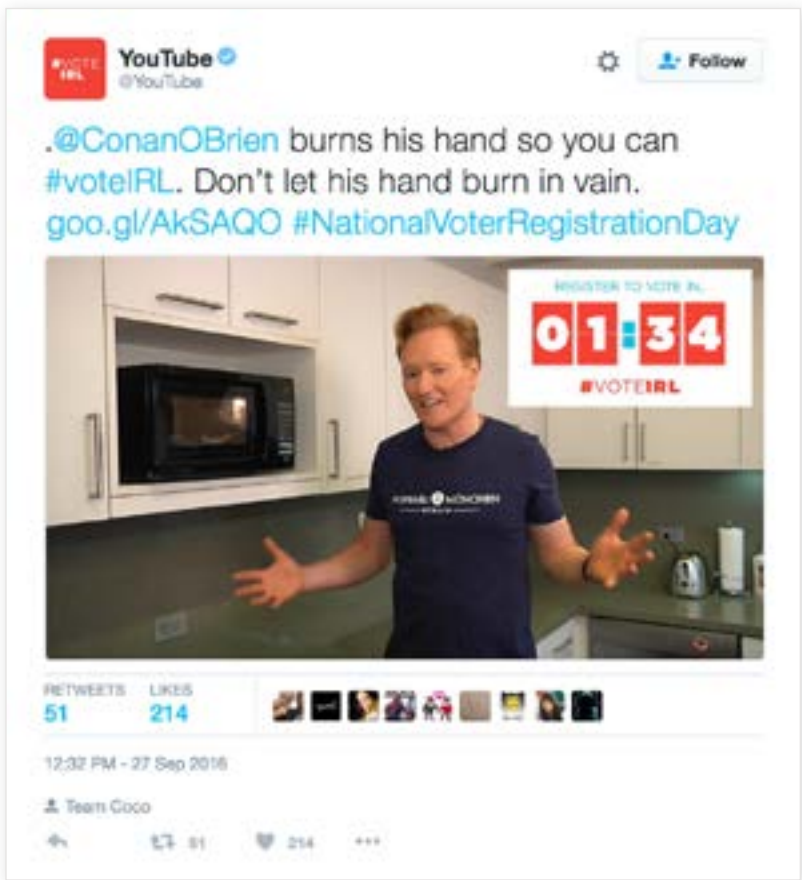 #VOTE
IRL
YouTube
@YouTube
Follow
.@ConanOBrien burns his hand so you can
#voteIRL. Don't let his hand burn in vain.
goo.gl/AkSAQO #NationalVoterRegistrationDay
REGISTER TO VOTE IN
01:34
#VOTEIRL
RETWEETS LIKES
51 214
12:32 PM - 27 Sep 2016
Team Coco
51 214